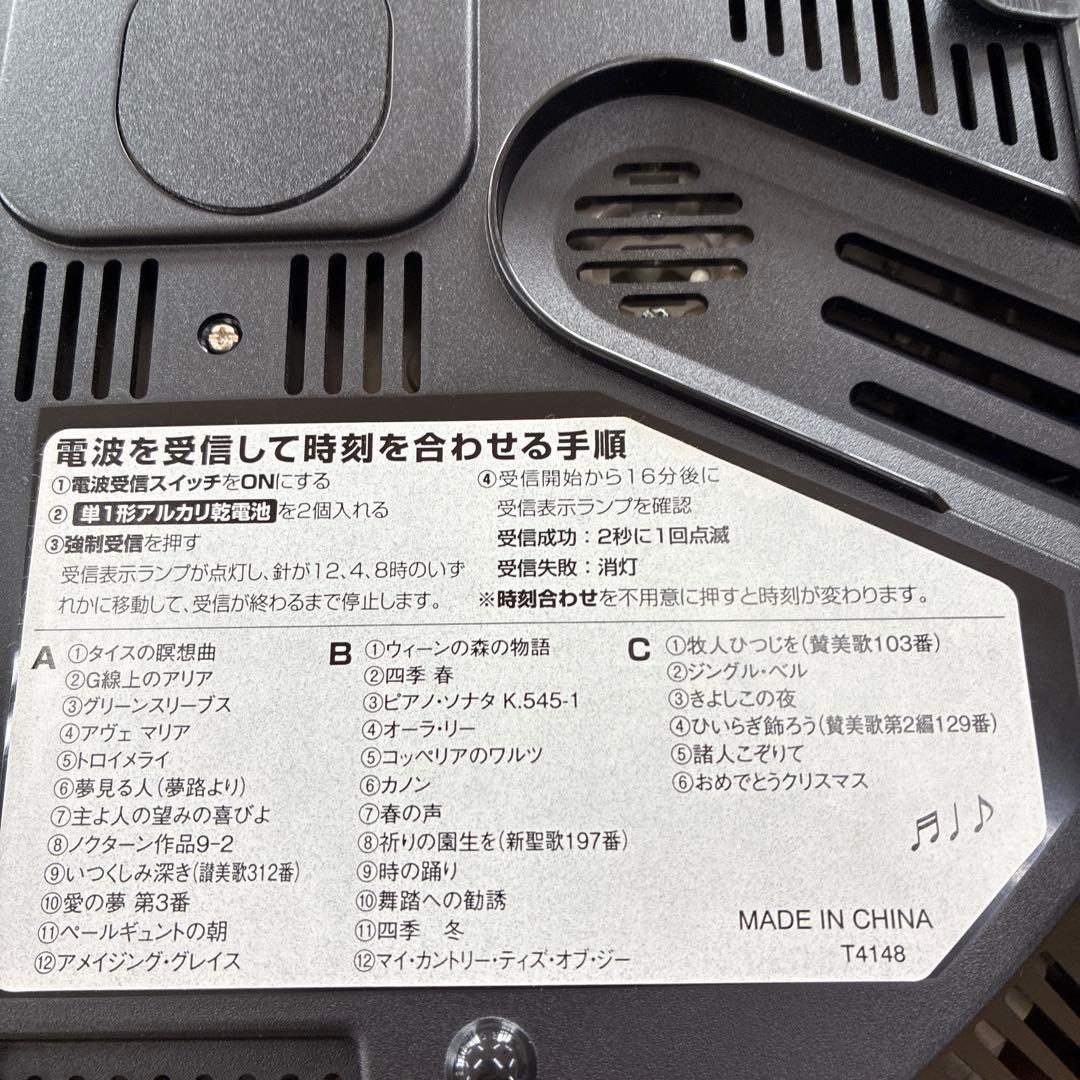 電波を受信して時刻を合わせる手順
①電波受信スイッチをONにする
②単1形アルカリ乾電池を2個入れる
③強制受信を押す
受信表示ランプが点灯し、針が12、4、8時のいず
れかに移動して、受信が終わるまで停止します。
④受信開始から16分後に
受信表示ランプを確認
受信成功：2秒に1回点滅
受信失敗：消灯
※時刻合わせを不用意に押すと時刻が変わります。
A ①タイスの瞑想曲
②G線上のアリア
③グリーンスリーブス
④アヴェ マリア
⑤トロイメライ
⑥夢見る人(夢路より)
⑦主よ人の望みの喜びよ
⑧ノクターン作品9-2
⑨いつくしみ深き(讃美歌312番)
⑩愛の夢 第3番
⑪ペールギュントの朝
⑫アメイジング・グレイス
B ①ウィーンの森の物語
②四季 春
③ピアノ・ソナタ K.545-1
④オーラ・リー
⑤コッペリアのワルツ
⑥カノン
⑦春の声
⑧祈りの園生を(新聖歌197番)
⑨時の踊り
⑩舞踏への勧誘
⑪四季　冬
⑫マイ・カントリー・ティズ・オブ・ジー
C ①牧人ひつじを(賛美歌103番)
②ジングル・ベル
③きよしこの夜
④ひいらぎ飾ろう(賛美歌第2編129番)
⑤諸人こぞりて
⑥おめでとうクリスマス
MADE IN CHINA
T4148